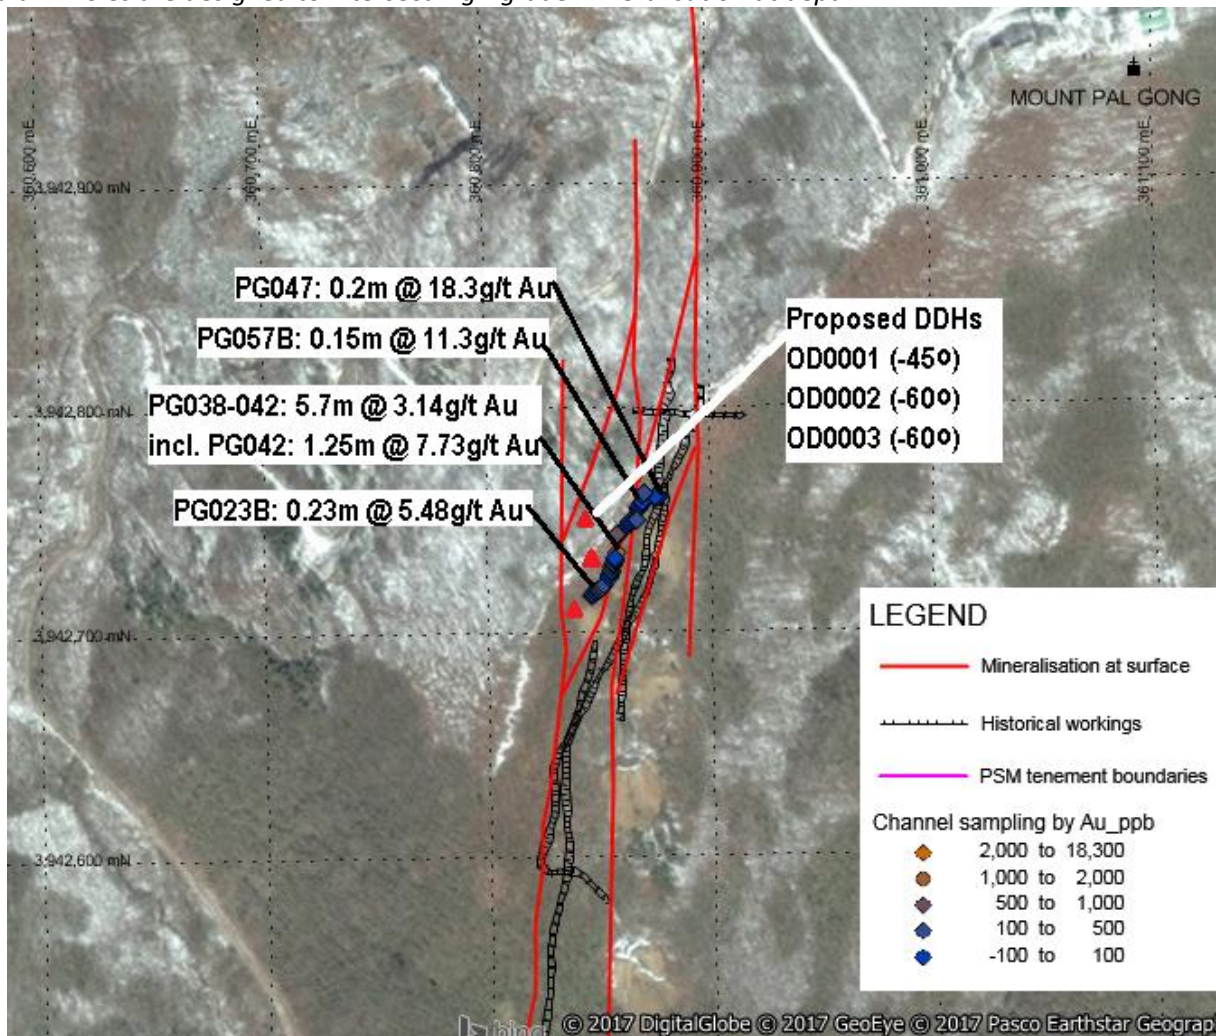 MOUNT PAL GONG
360,600 mE
360,700 mE
360,800 mE
360,900 mE
361,000 mE
361,100 mE
3,942,900 mN
PG047: 0.2m @ 18.3g/t Au
PG057B: 0.15m @ 11.3g/t Au
3,942,800 mN
PG038-042: 5.7m @ 3.14g/t Au
incl. PG042: 1.25m @ 7.73g/t Au
PG023B: 0.23m @ 5.48g/t Au
Proposed DDHs
OD0001 (-45º)
OD0002 (-60º)
OD0003 (-60º)
3,942,700 mN
3,942,600 mN
LEGEND
Mineralisation at surface
Historical workings
PSM tenement boundaries
Channel sampling by Au_ppb
2,000 to 18,300
1,000 to 2,000
500 to 1,000
100 to 500
-100 to 100
bing © 2017 DigitalGlobe © 2017 GeoEye © 2017 Pasco Earthstar Geograp